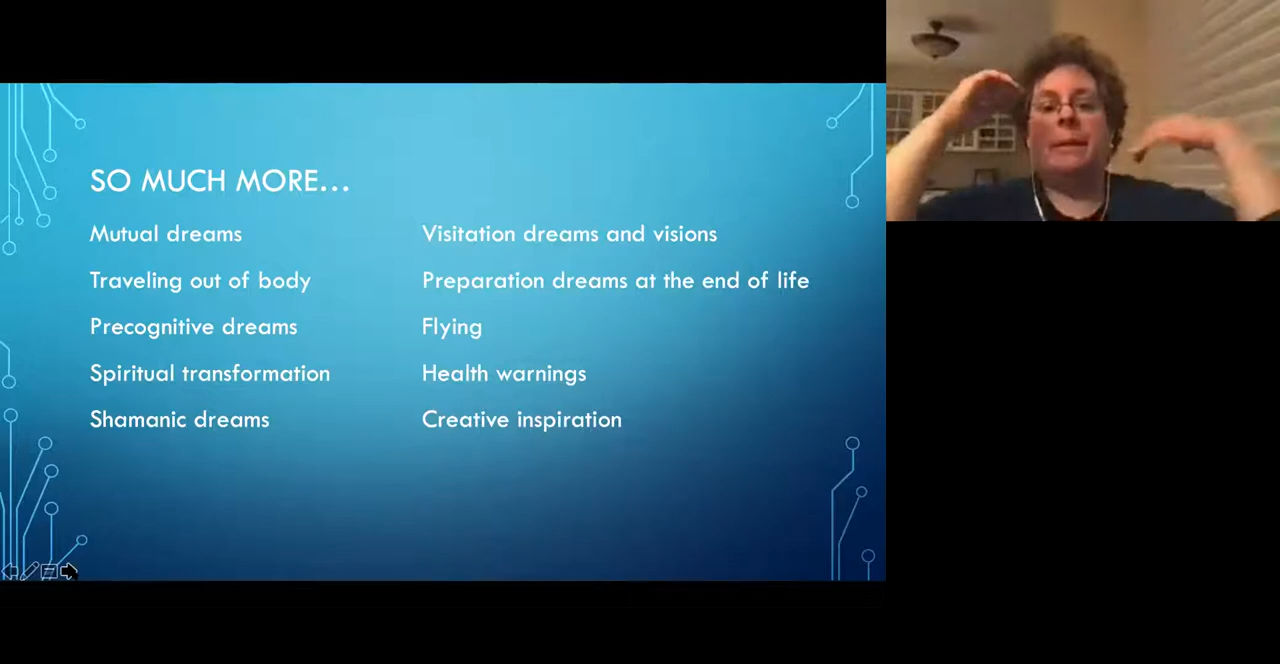 SO MUCH MORE…
Mutual dreams
Traveling out of body
Precognitive dreams
Spiritual transformation
Shamanic dreams
Visitation dreams and visions
Preparation dreams at the end of life
Flying
Health warnings
Creative inspiration